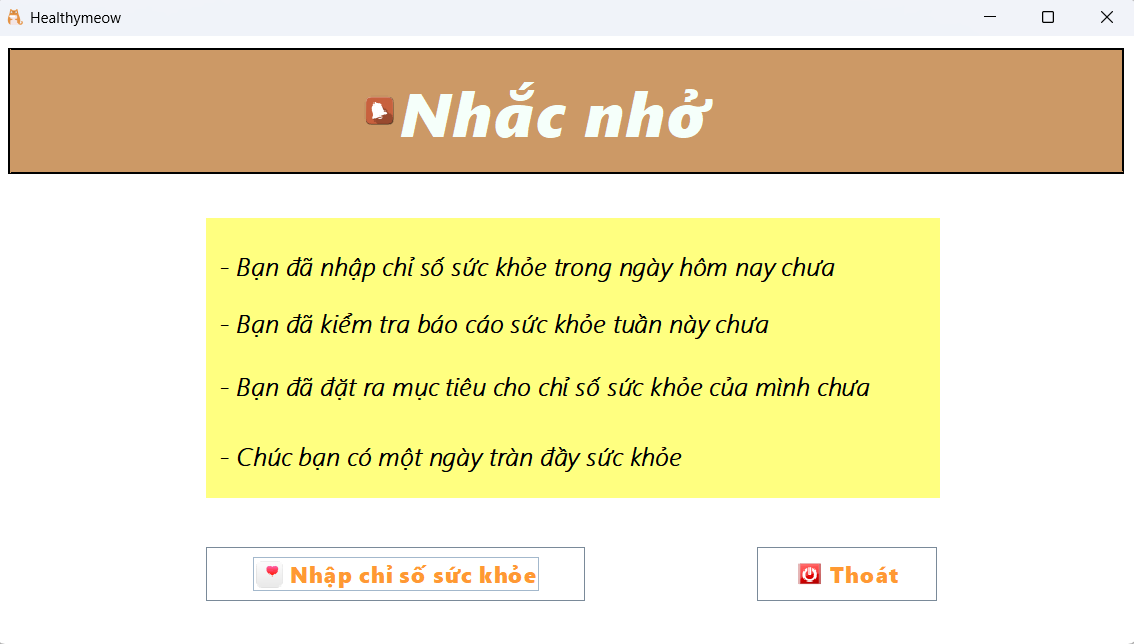 Healthymeow
Nhắc nhở
- Bạn đã nhập chỉ số sức khỏe trong ngày hôm nay chưa
- Bạn đã kiểm tra báo cáo sức khỏe tuần này chưa
- Bạn đã đặt ra mục tiêu cho chỉ số sức khỏe của mình chưa
- Chúc bạn có một ngày tràn đầy sức khỏe
Nhập chỉ số sức khỏe
Thoát